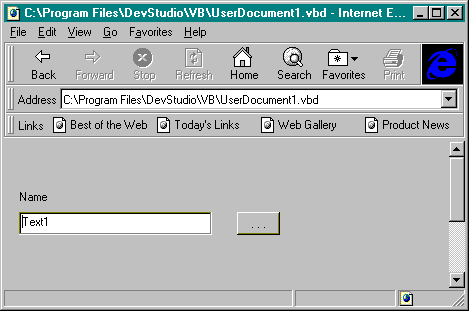 C:\Program Files\DevStudio\VB\UserDocument1.vbd - Internet E...
File Edit View Go Favorites Help
Back Forward Stop Refresh Home Search Favorites Print
Address C:\Program Files\DevStudio\VB\UserDocument1.vbd
Links Best of the Web Today's Links Web Gallery Product News
Name
Text1 ...